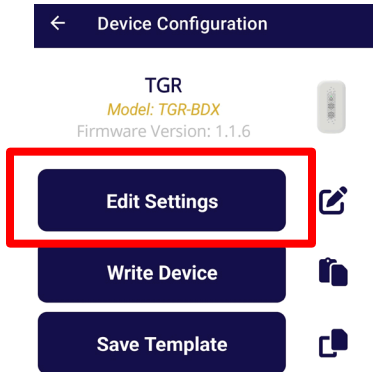 Device Configuration
TGR
Model: TGR-BDX
Firmware Version: 1.1.6
Edit Settings
Write Device
Save Template